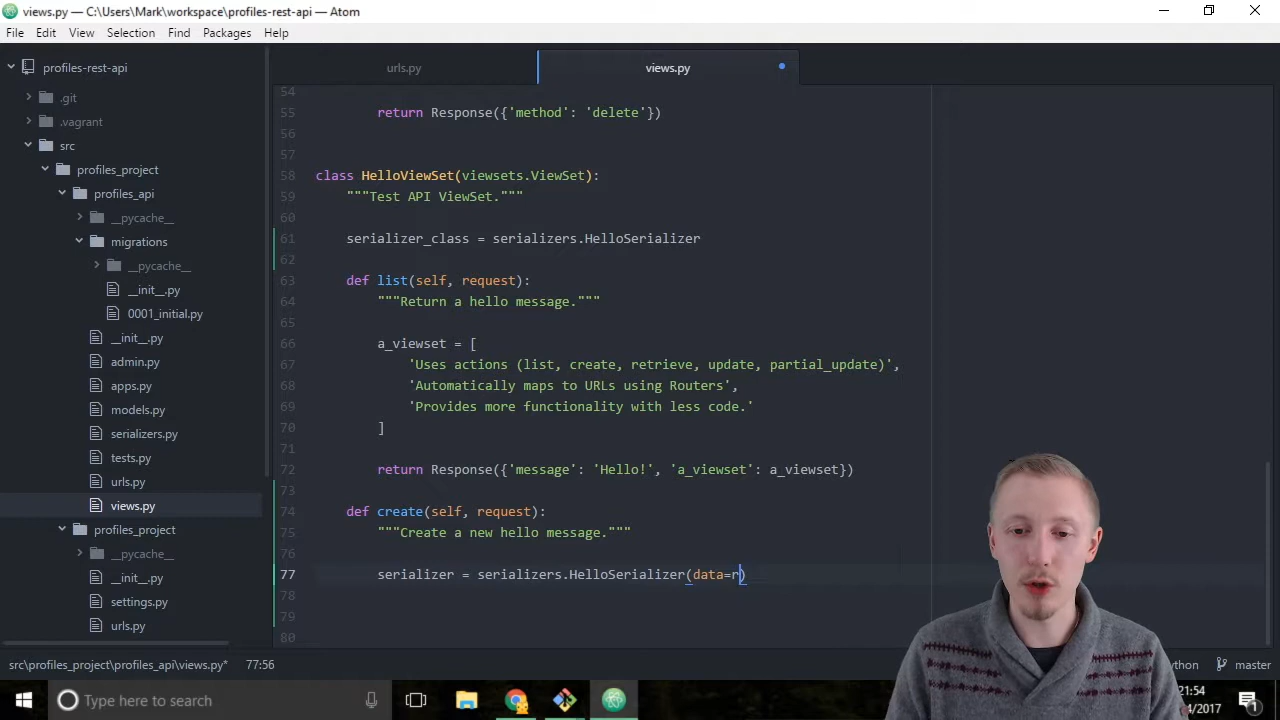 views.py — C:\Users\Mark\workspace\profiles-rest-api — Atom
File Edit View Selection Find Packages Help
profiles-rest-api
.git
.vagrant
src
profiles_project
profiles_api
__pycache__
migrations
__pycache__
__init__.py
0001_initial.py
__init__.py
admin.py
apps.py
models.py
serializers.py
tests.py
urls.py
views.py
profiles_project
__pycache__
__init__.py
settings.py
urls.py
urls.py views.py
54
55 return Response({'method': 'delete'})
56
57
58 class HelloViewSet(viewsets.ViewSet):
59 """Test API ViewSet."""
60
61 serializer_class = serializers.HelloSerializer
62
63 def list(self, request):
64 """Return a hello message."""
65
66 a_viewset = [
67 'Uses actions (list, create, retrieve, update, partial_update)',
68 'Automatically maps to URLs using Routers',
69 'Provides more functionality with less code.'
70 ]
71
72 return Response({'message': 'Hello!', 'a_viewset': a_viewset})
73
74 def create(self, request):
75 """Create a new hello message."""
76
77 serializer = serializers.HelloSerializer(data=r)
78
79
80
src\profiles_project\profiles_api\views.py* 77:56 ython master
Type here to search 21:54
4/2017 1